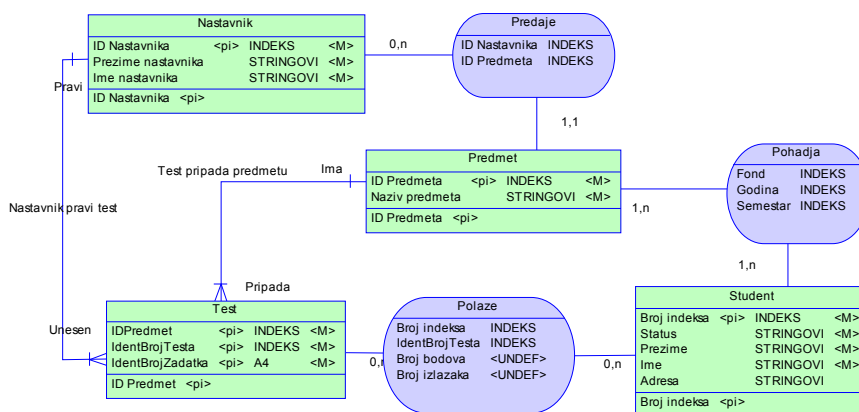 Nastavnik
ID Nastavnika <pi> INDEKS <M>
Prezime nastavnika STRINGOVI <M>
Ime nastavnika STRINGOVI <M>
ID Nastavnika <pi>
0,n
Predaje
ID Nastavnika INDEKS
ID Predmeta INDEKS
Pravi
1,1
Test pripada predmetu
Ima
Predmet
ID Predmeta <pi> INDEKS <M>
Naziv predmeta STRINGOVI <M>
ID Predmeta <pi>
1,n
Pohadja
Fond INDEKS
Godina INDEKS
Semestar INDEKS
Nastavnik pravi test
1,n
Pripada
Unesen
Test
IDPredmet <pi> INDEKS <M>
IdentBrojTesta <pi> INDEKS <M>
IdentBrojZadatka <pi> A4 <M>
ID Predmet <pi>
0,n
Polaze
Broj indeksa INDEKS
IdentBrojTesta INDEKS
Broj bodova <UNDEF>
Broj izlazaka <UNDEF>
0,n
Student
Broj indeksa <pi> INDEKS <M>
Status STRINGOVI <M>
Prezime STRINGOVI <M>
Ime STRINGOVI <M>
Adresa STRINGOVI
Broj indeksa <pi>